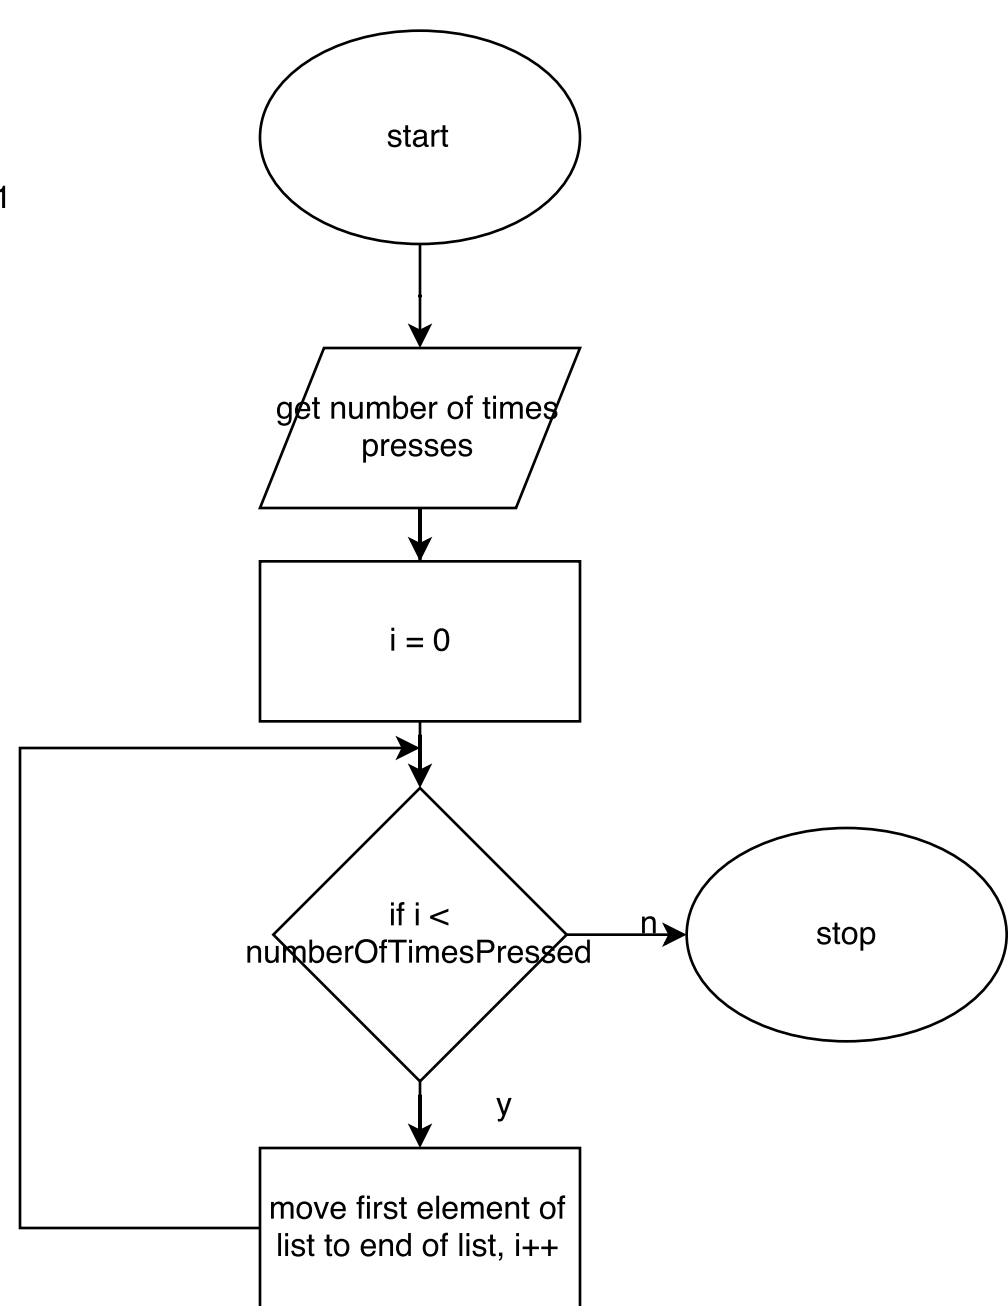 start
1
get number of times
presses
i = 0
if i <
numberOfTimesPressed
n
stop
y
move first element of
list to end of list, i++